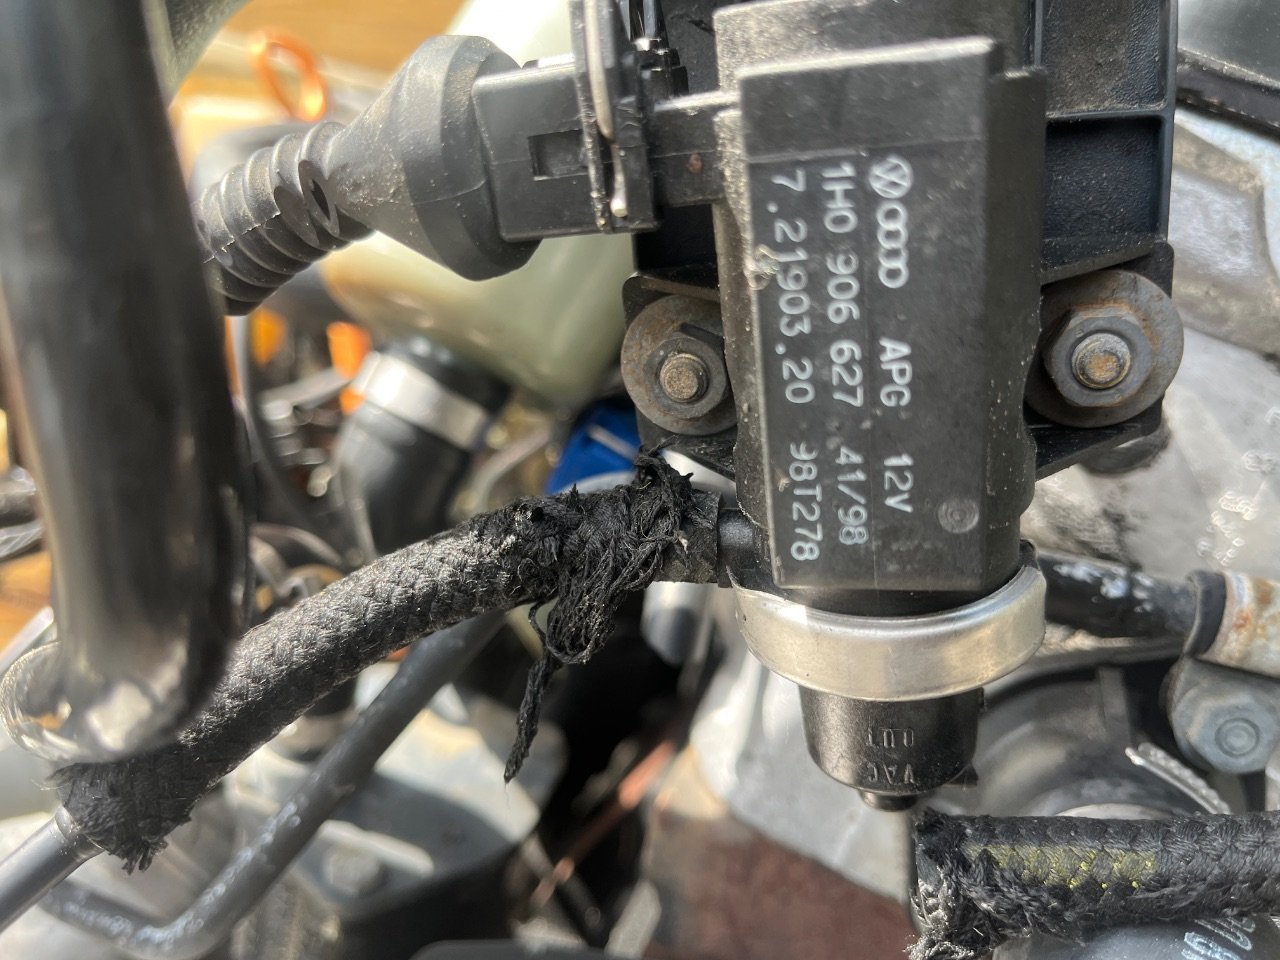 APG 12V
1H0 906 627 41/98
7.21903.20 98T278
VAC
OUT